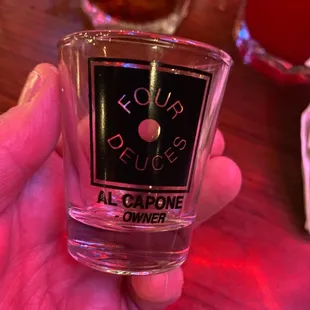 FOUR
DEUCES
AL CAPONE
- OWNER